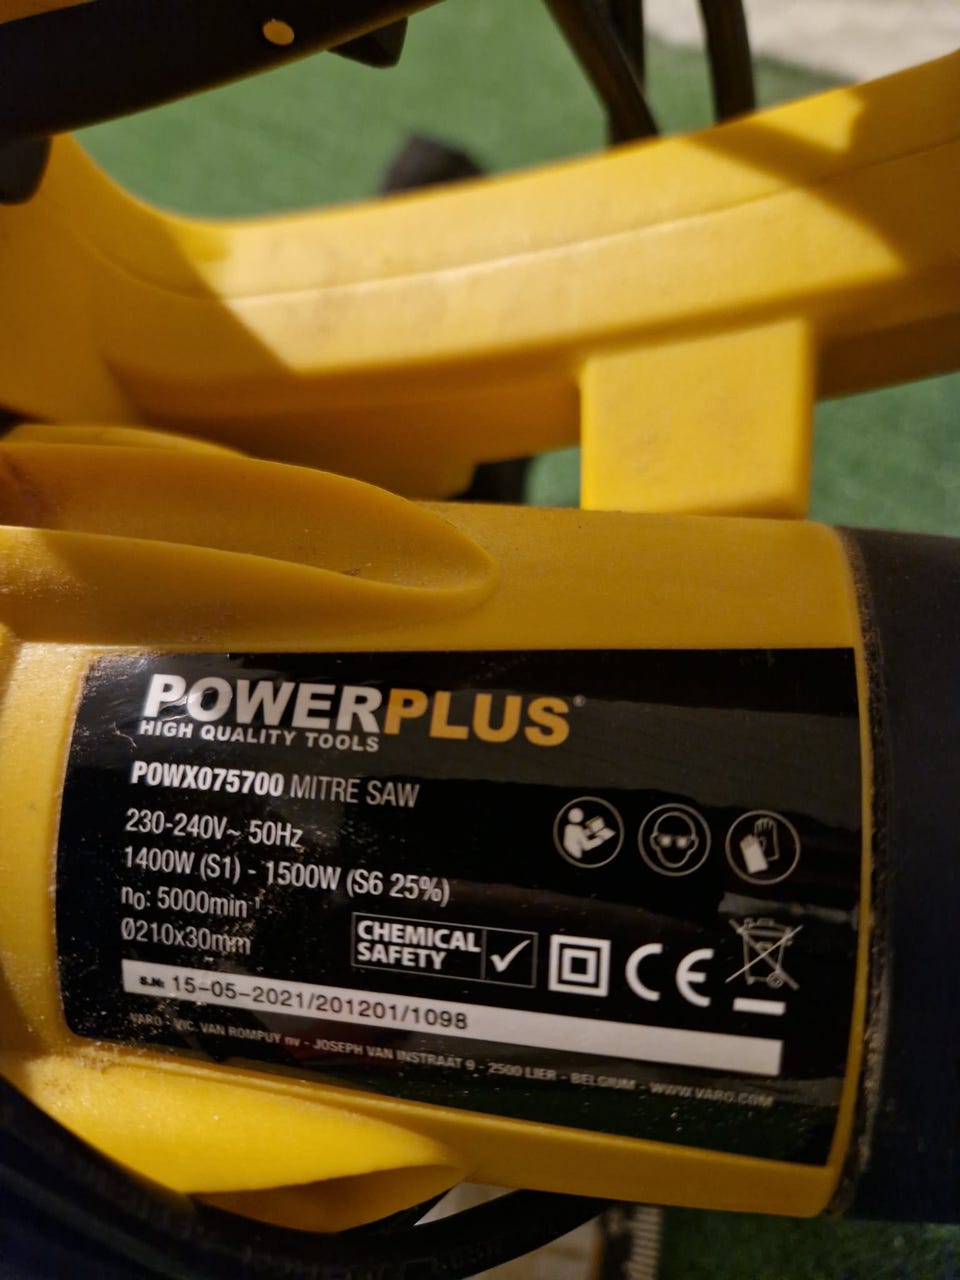 POWERPLUS®
HIGH QUALITY TOOLS
POWX075700 MITRE SAW
230-240V~ 50Hz
1400W (S1) - 1500W (S6 25%)
n₀: 5000min⁻¹
Ø210x30mm
CHEMICAL
SAFETY
CE
S.N: 15-05-2021/201201/1098
VARO - VIC. VAN ROMPUY nv - JOSEPH VAN INSTRAAT 9 - 2500 LIER - BELGIUM - WWW.VARO.COM